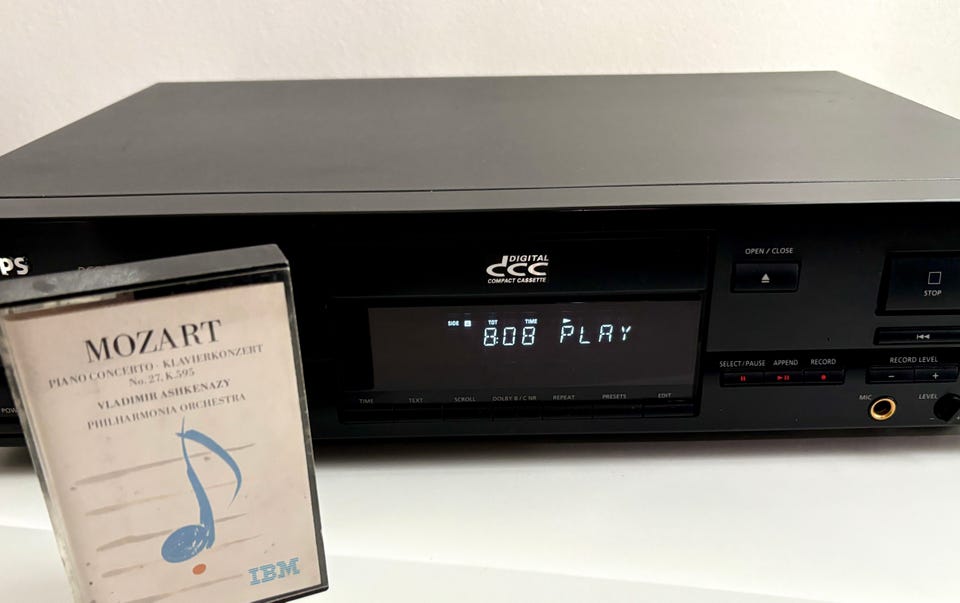 PS
DIGITAL
dcc
COMPACT CASSETTE
OPEN / CLOSE
STOP
SIDE TOT TIME
8:08 PLAY
SELECT/PAUSE APPEND RECORD
RECORD LEVEL
- +
TIME TEXT SCROLL DOLBY B / C NR REPEAT PRESETS EDIT
MIC LEVEL
POW
MOZART
PIANO CONCERTO · KLAVIERKONZERT
No. 27, K.595
VLADIMIR ASHKENAZY
PHILHARMONIA ORCHESTRA
IBM